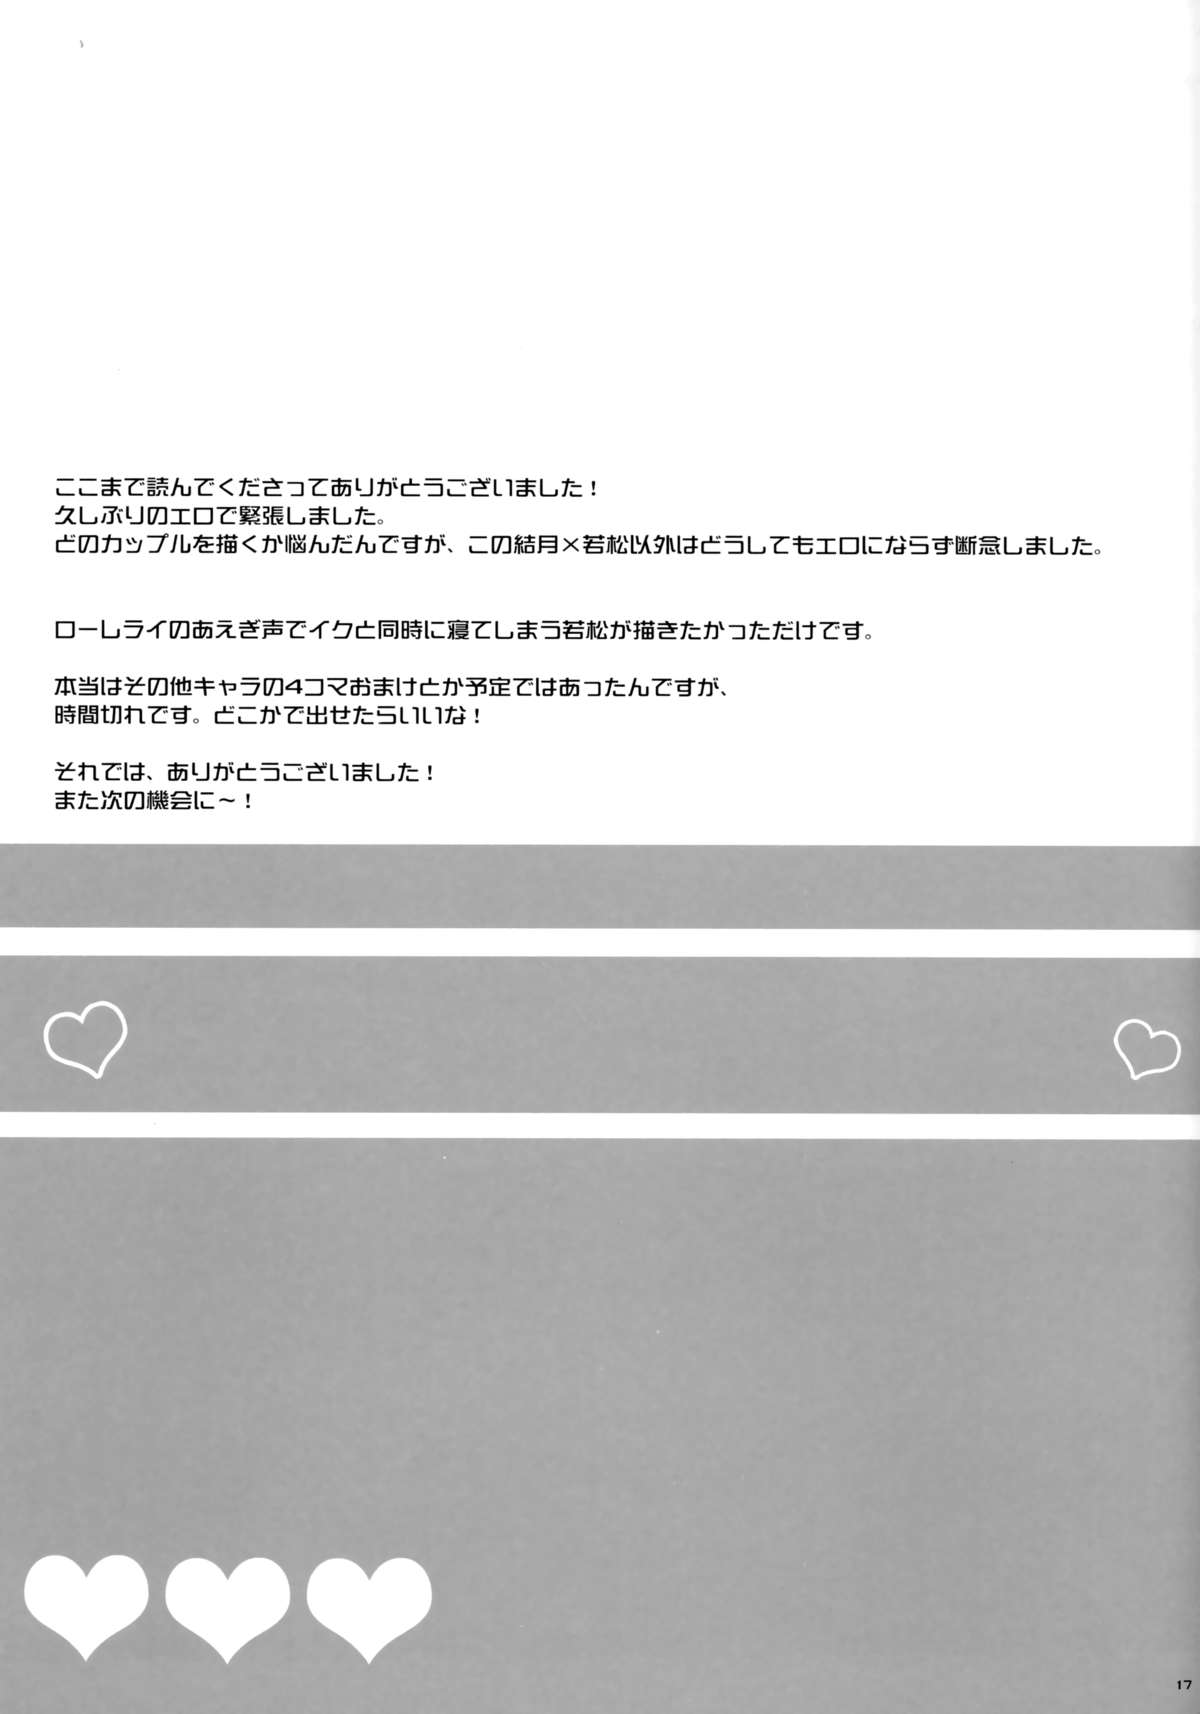 ここまで読んでくださってありがとうございました！
久しぶりのエロで緊張しました。
どのカップルを描くか悩んだんですが、この結月×若松以外はどうしてもエロにならず断念しました。
ローレライのあえぎ声でイクと同時に寝てしまう若松が描きたかっただけです。
本当はその他キャラの4コマおまけとか予定ではあったんですが、
時間切れです。どこかで出せたらいいな！
それでは、ありがとうございました！
また次の機会に～！
17